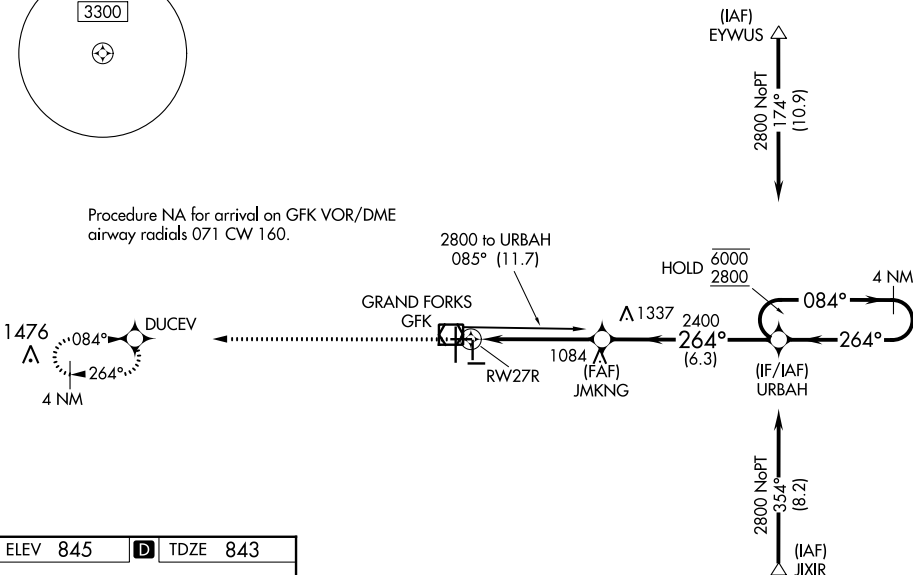 3300
(IAF)
EYWUS
2800 NoPT
174°
(10.9)
Procedure NA for arrival on GFK VOR/DME
airway radials 071 CW 160.
2800 to URBAH
085° (11.7)
HOLD 6000
2800
4 NM
084°
264°
GRAND FORKS
GFK
1337
2400
264°
(6.3)
1476
084°
DUCEV
264°
4 NM
RW27R
1084
(FAF)
JMKNG
(IF/IAF)
URBAH
2800 NoPT
354°
(8.2)
(IAF)
JIXIR
ELEV 845 D TDZE 843